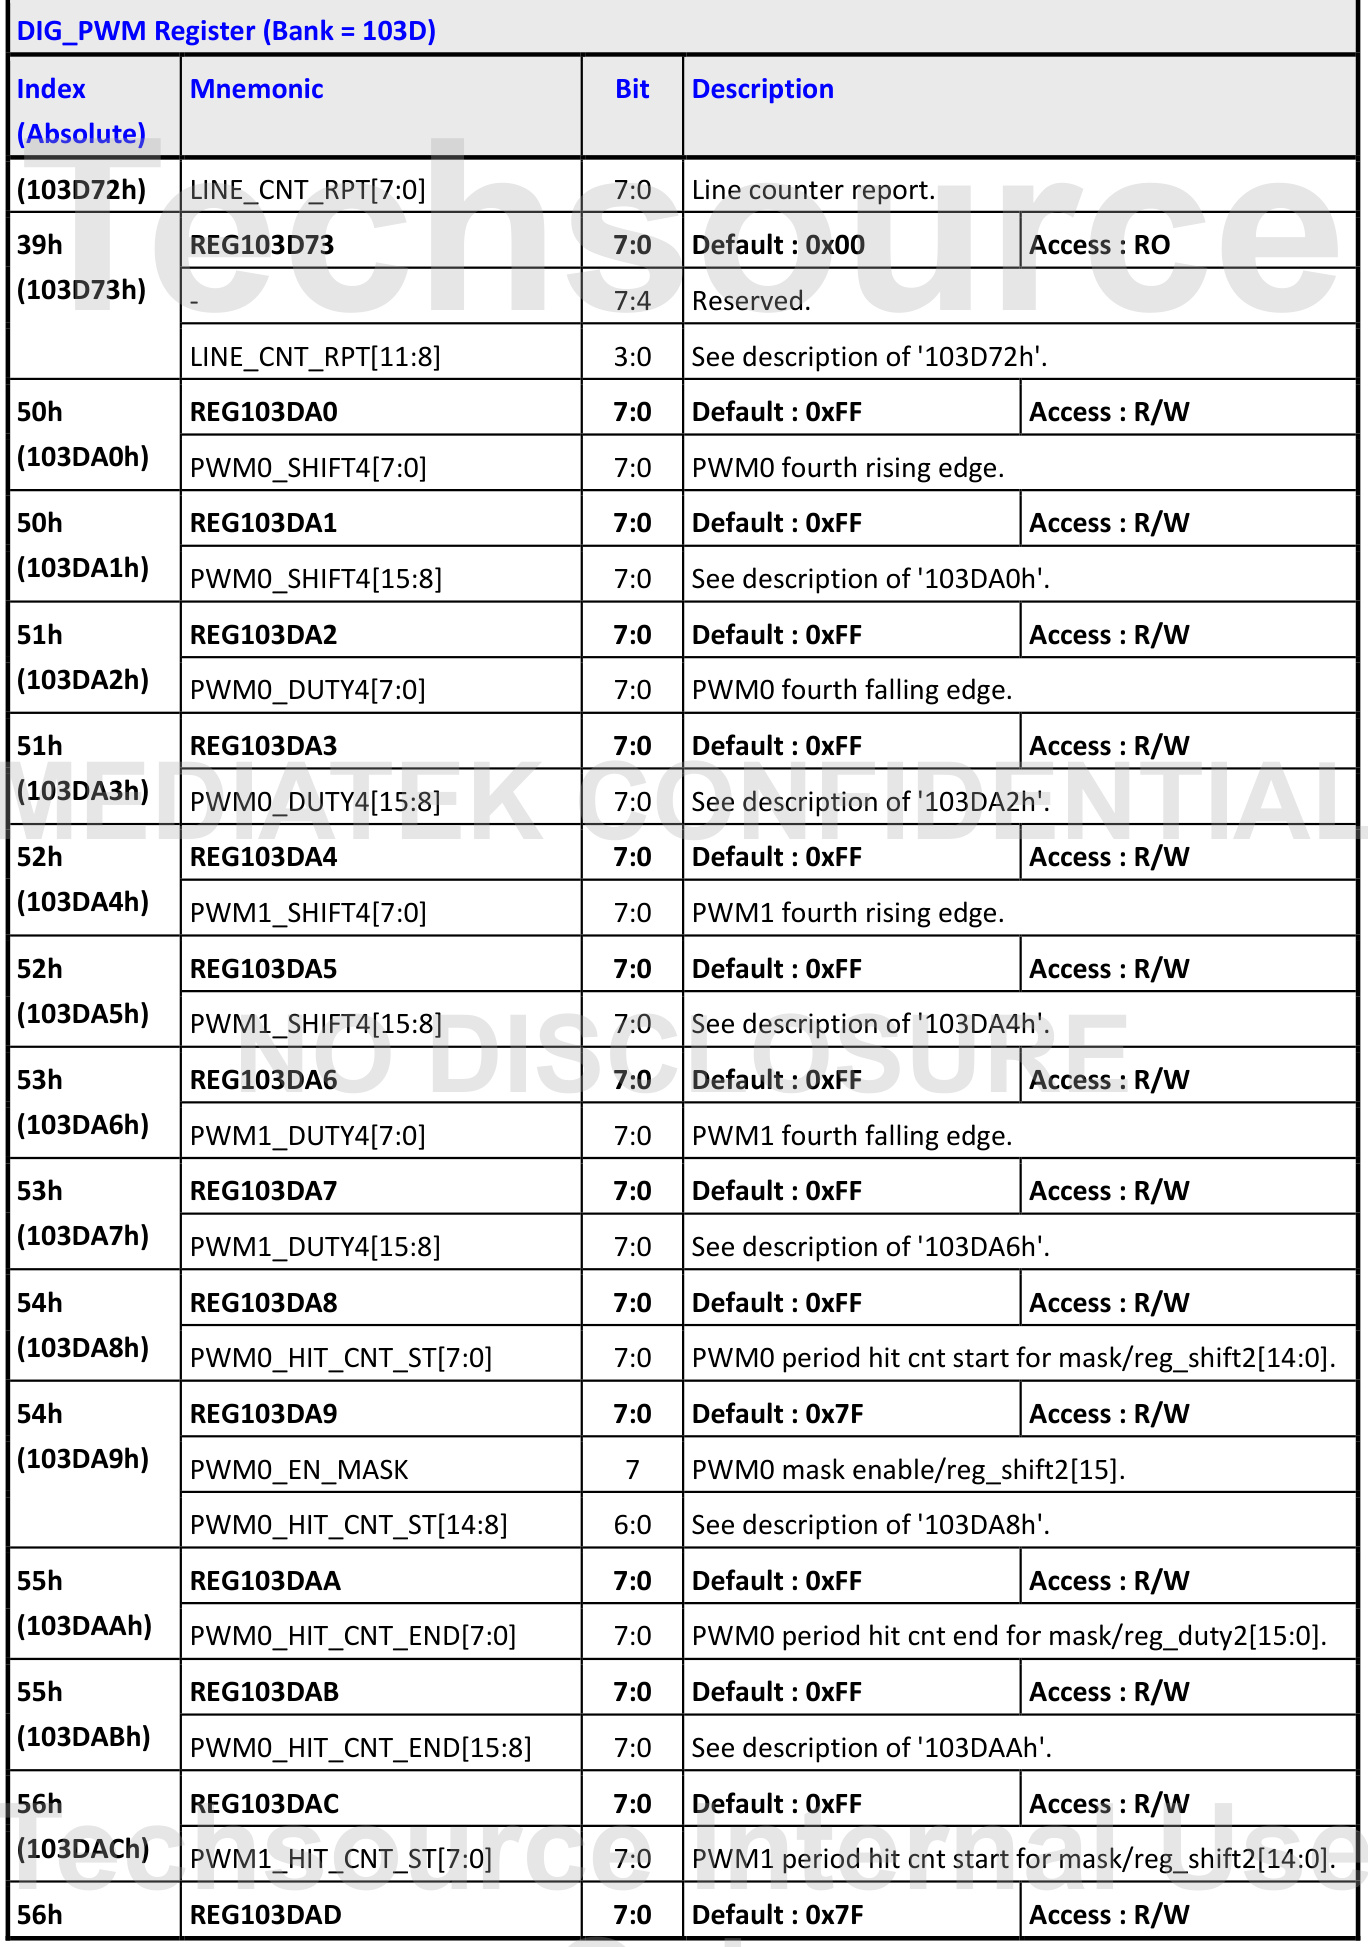 DIG_PWM Register (Bank = 103D)
Index (Absolute) Mnemonic Bit Description
(103D72h) LINE_CNT_RPT[7:0] 7:0 Line counter report.
39h (103D73h) REG103D73 7:0 Default : 0x00 Access : RO
- 7:4 Reserved.
LINE_CNT_RPT[11:8] 3:0 See description of '103D72h'.
50h (103DA0h) REG103DA0 7:0 Default : 0xFF Access : R/W
PWM0_SHIFT4[7:0] 7:0 PWM0 fourth rising edge.
50h (103DA1h) REG103DA1 7:0 Default : 0xFF Access : R/W
PWM0_SHIFT4[15:8] 7:0 See description of '103DA0h'.
51h (103DA2h) REG103DA2 7:0 Default : 0xFF Access : R/W
PWM0_DUTY4[7:0] 7:0 PWM0 fourth falling edge.
51h (103DA3h) REG103DA3 7:0 Default : 0xFF Access : R/W
PWM0_DUTY4[15:8] 7:0 See description of '103DA2h'.
52h (103DA4h) REG103DA4 7:0 Default : 0xFF Access : R/W
PWM1_SHIFT4[7:0] 7:0 PWM1 fourth rising edge.
52h (103DA5h) REG103DA5 7:0 Default : 0xFF Access : R/W
PWM1_SHIFT4[15:8] 7:0 See description of '103DA4h'.
53h (103DA6h) REG103DA6 7:0 Default : 0xFF Access : R/W
PWM1_DUTY4[7:0] 7:0 PWM1 fourth falling edge.
53h (103DA7h) REG103DA7 7:0 Default : 0xFF Access : R/W
PWM1_DUTY4[15:8] 7:0 See description of '103DA6h'.
54h (103DA8h) REG103DA8 7:0 Default : 0xFF Access : R/W
PWM0_HIT_CNT_ST[7:0] 7:0 PWM0 period hit cnt start for mask/reg_shift2[14:0].
54h (103DA9h) REG103DA9 7:0 Default : 0x7F Access : R/W
PWM0_EN_MASK 7 PWM0 mask enable/reg_shift2[15].
PWM0_HIT_CNT_ST[14:8] 6:0 See description of '103DA8h'.
55h (103DAAh) REG103DAA 7:0 Default : 0xFF Access : R/W
PWM0_HIT_CNT_END[7:0] 7:0 PWM0 period hit cnt end for mask/reg_duty2[15:0].
55h (103DABh) REG103DAB 7:0 Default : 0xFF Access : R/W
PWM0_HIT_CNT_END[15:8] 7:0 See description of '103DAAh'.
56h (103DACh) REG103DAC 7:0 Default : 0xFF Access : R/W
PWM1_HIT_CNT_ST[7:0] 7:0 PWM1 period hit cnt start for mask/reg_shift2[14:0].
56h REG103DAD 7:0 Default : 0x7F Access : R/W
Techsource
MEDIATEK CONFIDENTIAL
NO DISCLOSURE
Techsource Internal Use